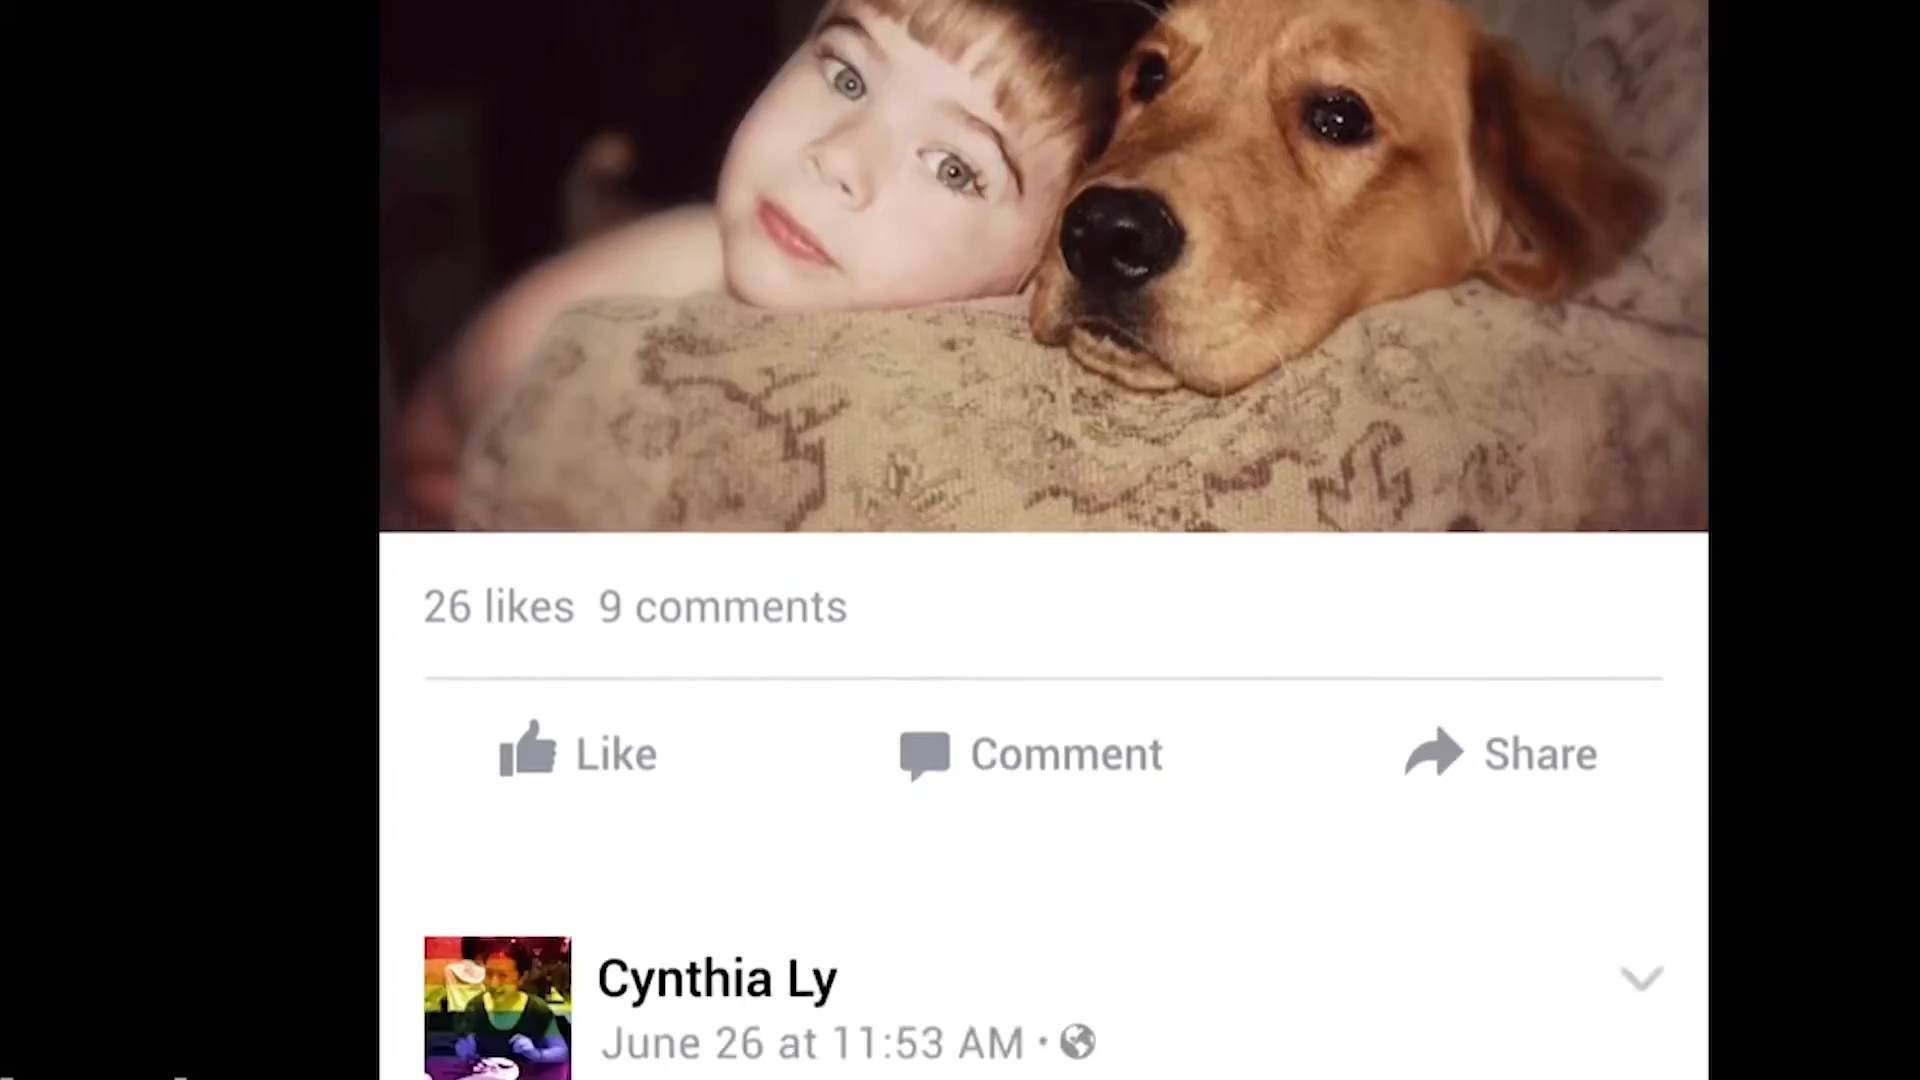 26 likes 9 comments
Like Comment Share
Cynthia Ly
June 26 at 11:53 AM ·